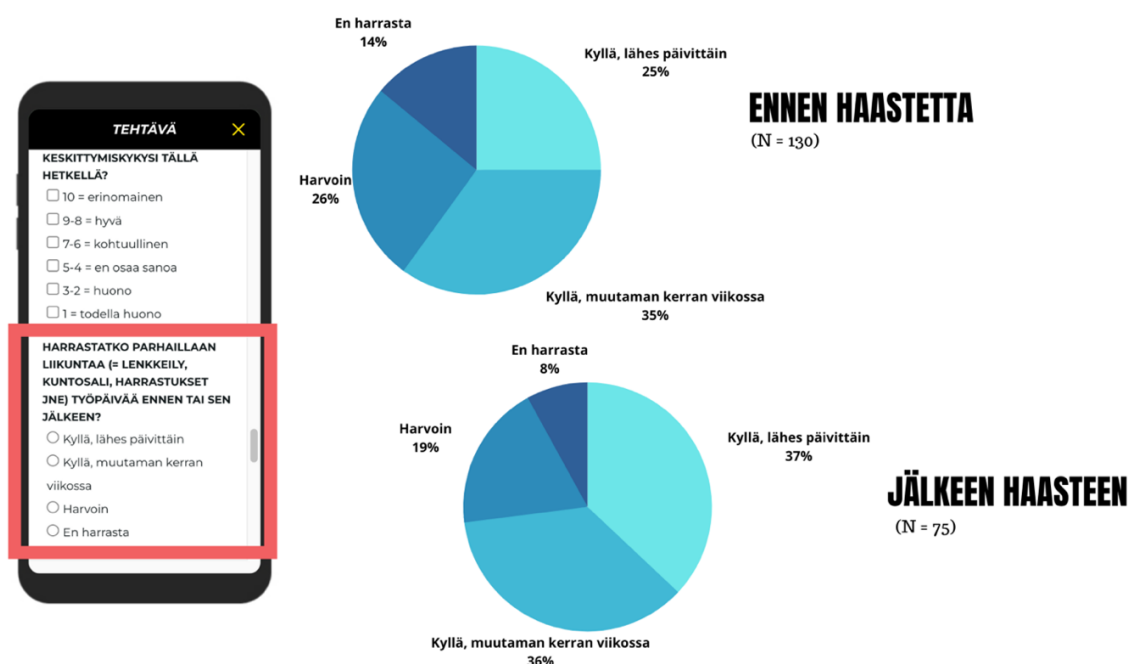 TEHTÄVÄ
KESKITTYMISKYKYSI TÄLLÄ
HETKELLÄ?
10 = erinomainen
9-8 = hyvä
7-6 = kohtuullinen
5-4 = en osaa sanoa
3-2 = huono
1 = todella huono
HARRASTATKO PARHAILLAAN
LIIKUNTAA (= LENKKEILY,
KUNTOSALI, HARRASTUKSET
JNE) TYÖPÄIVÄÄ ENNEN TAI SEN
JÄLKEEN?
Kyllä, lähes päivittäin
Kyllä, muutaman kerran
viikossa
Harvoin
En harrasta
En harrasta
14%
Kyllä, lähes päivittäin
25%
Harvoin
26%
Kyllä, muutaman kerran viikossa
35%
ENNEN HAASTETTA
(N = 130)
En harrasta
8%
Harvoin
19%
Kyllä, lähes päivittäin
37%
Kyllä, muutaman kerran viikossa
36%
JÄLKEEN HAASTEEN
(N = 75)